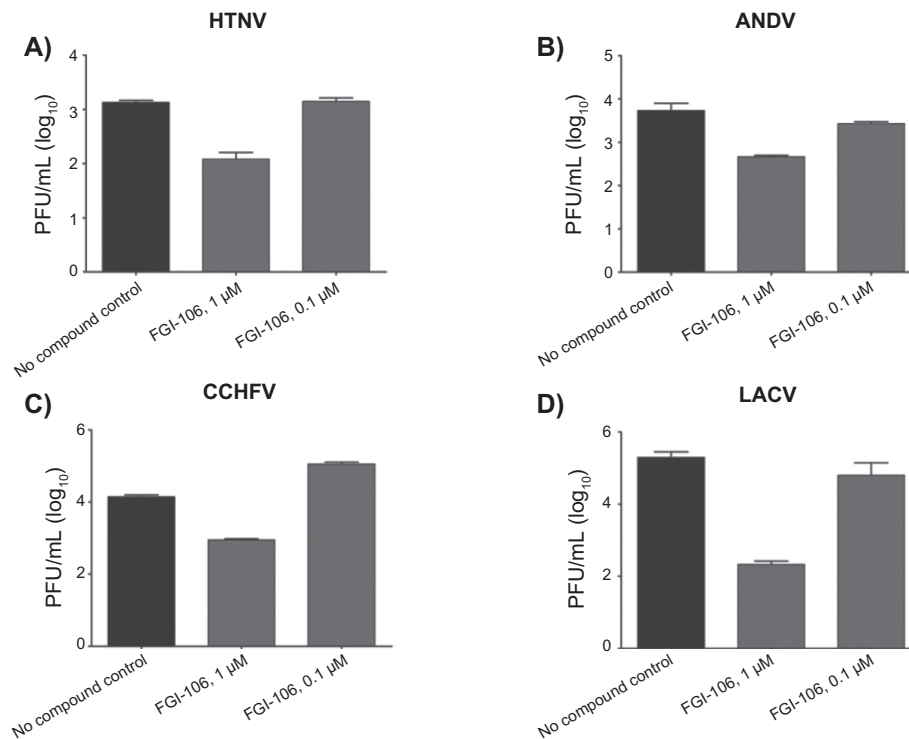 HTNV
A)
4
3
2
1
0
PFU/mL (log10)
No compound control
FGI-106, 1 µM
FGI-106, 0.1 µM
ANDV
B)
5
4
3
2
1
0
PFU/mL (log10)
No compound control
FGI-106, 1 µM
FGI-106, 0.1 µM
CCHFV
C)
6
4
2
0
PFU/mL (log10)
No compound control
FGI-106, 1 µM
FGI-106, 0.1 µM
LACV
D)
6
4
2
0
PFU/mL (log10)
No compound control
FGI-106, 1 µM
FGI-106, 0.1 µM